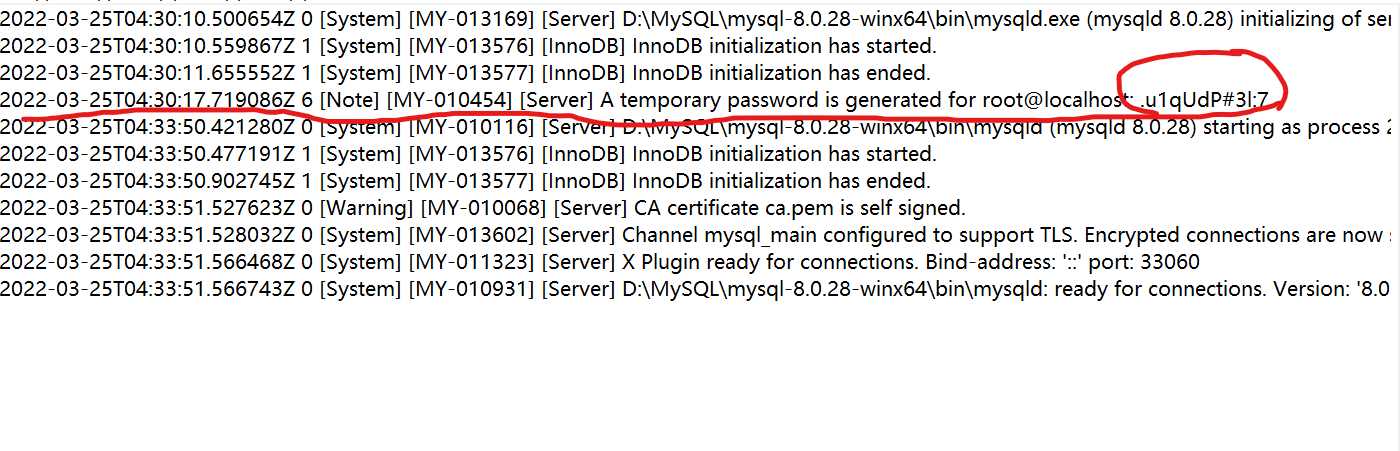 2022-03-25T04:30:10.500654Z 0 [System] [MY-013169] [Server] D:\MySQL\mysql-8.0.28-winx64\bin\mysqld.exe (mysqld 8.0.28) initializing of ser
2022-03-25T04:30:10.559867Z 1 [System] [MY-013576] [InnoDB] InnoDB initialization has started.
2022-03-25T04:30:11.655552Z 1 [System] [MY-013577] [InnoDB] InnoDB initialization has ended.
2022-03-25T04:30:17.719086Z 6 [Note] [MY-010454] [Server] A temporary password is generated for root@localhost: .u1qUdP#3l:7
2022-03-25T04:33:50.421280Z 0 [System] [MY-010116] [Server] D:\MySQL\mysql-8.0.28-winx64\bin\mysqld (mysqld 8.0.28) starting as process 2
2022-03-25T04:33:50.477191Z 1 [System] [MY-013576] [InnoDB] InnoDB initialization has started.
2022-03-25T04:33:50.902745Z 1 [System] [MY-013577] [InnoDB] InnoDB initialization has ended.
2022-03-25T04:33:51.527623Z 0 [Warning] [MY-010068] [Server] CA certificate ca.pem is self signed.
2022-03-25T04:33:51.528032Z 0 [System] [MY-013602] [Server] Channel mysql_main configured to support TLS. Encrypted connections are now
2022-03-25T04:33:51.566468Z 0 [System] [MY-011323] [Server] X Plugin ready for connections. Bind-address: '::' port: 33060
2022-03-25T04:33:51.566743Z 0 [System] [MY-010931] [Server] D:\MySQL\mysql-8.0.28-winx64\bin\mysqld: ready for connections. Version: '8.0